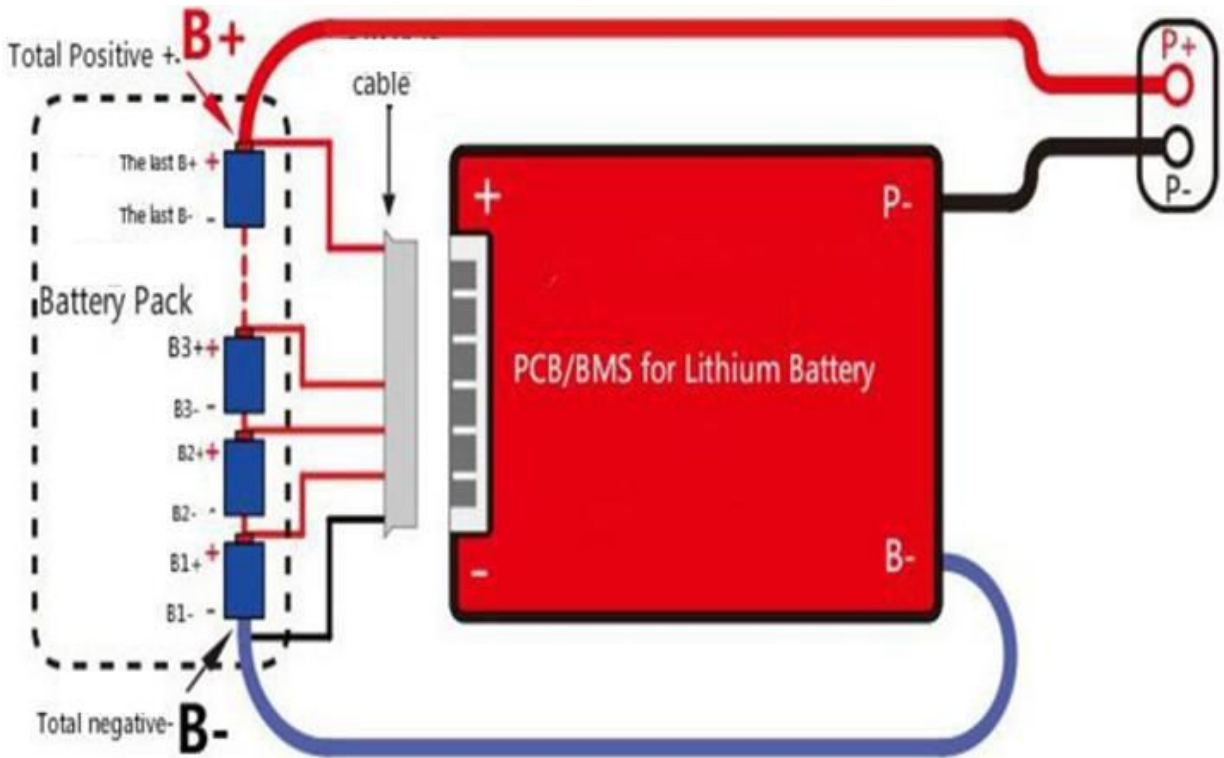 Total Positive +-B+
cable
P+
P-
The last B+ +
The last B- -
Battery Pack
B3++
B3- -
B2++
B2- -
B1+ +
B1- -
+
P-
PCB/BMS for Lithium Battery
B-
-
Total negative-B-